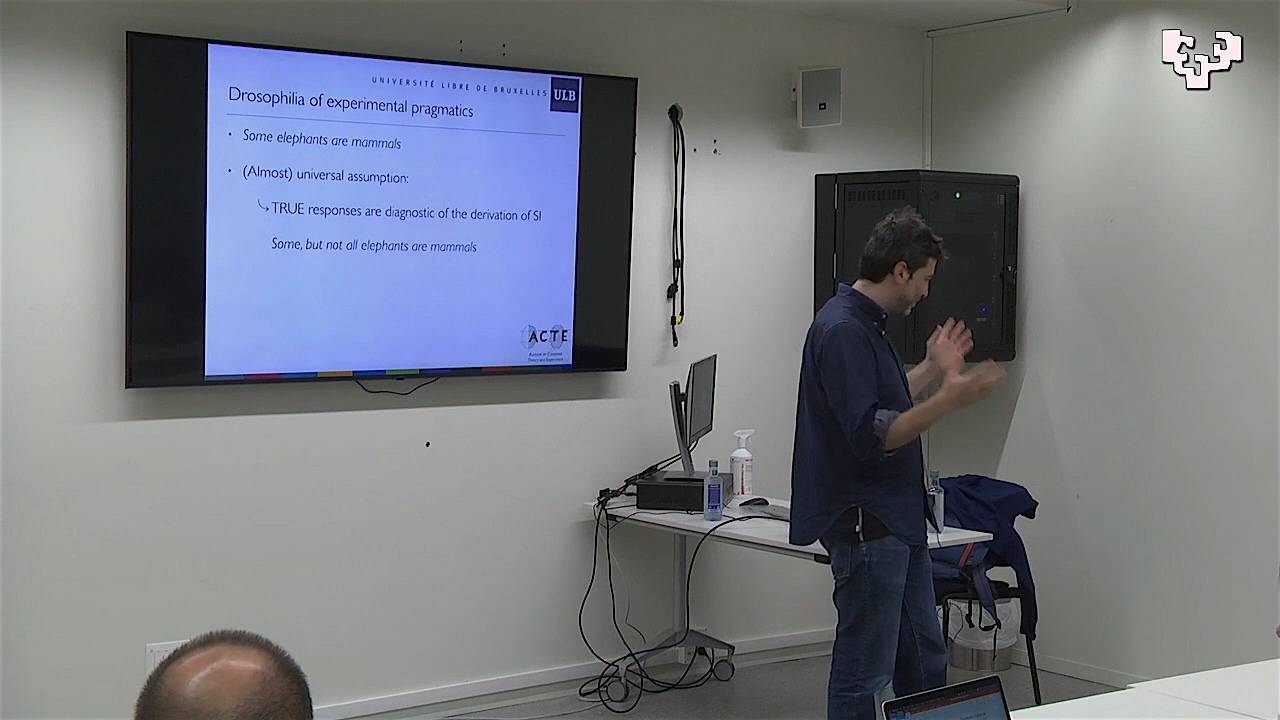 UNIVERSITÉ LIBRE DE BRUXELLES
ULB
Drosophilia of experimental pragmatics
• Some elephants are mammals
• (Almost) universal assumption:
TRUE responses are diagnostic of the derivation of SI
Some, but not all elephants are mammals
ACTE